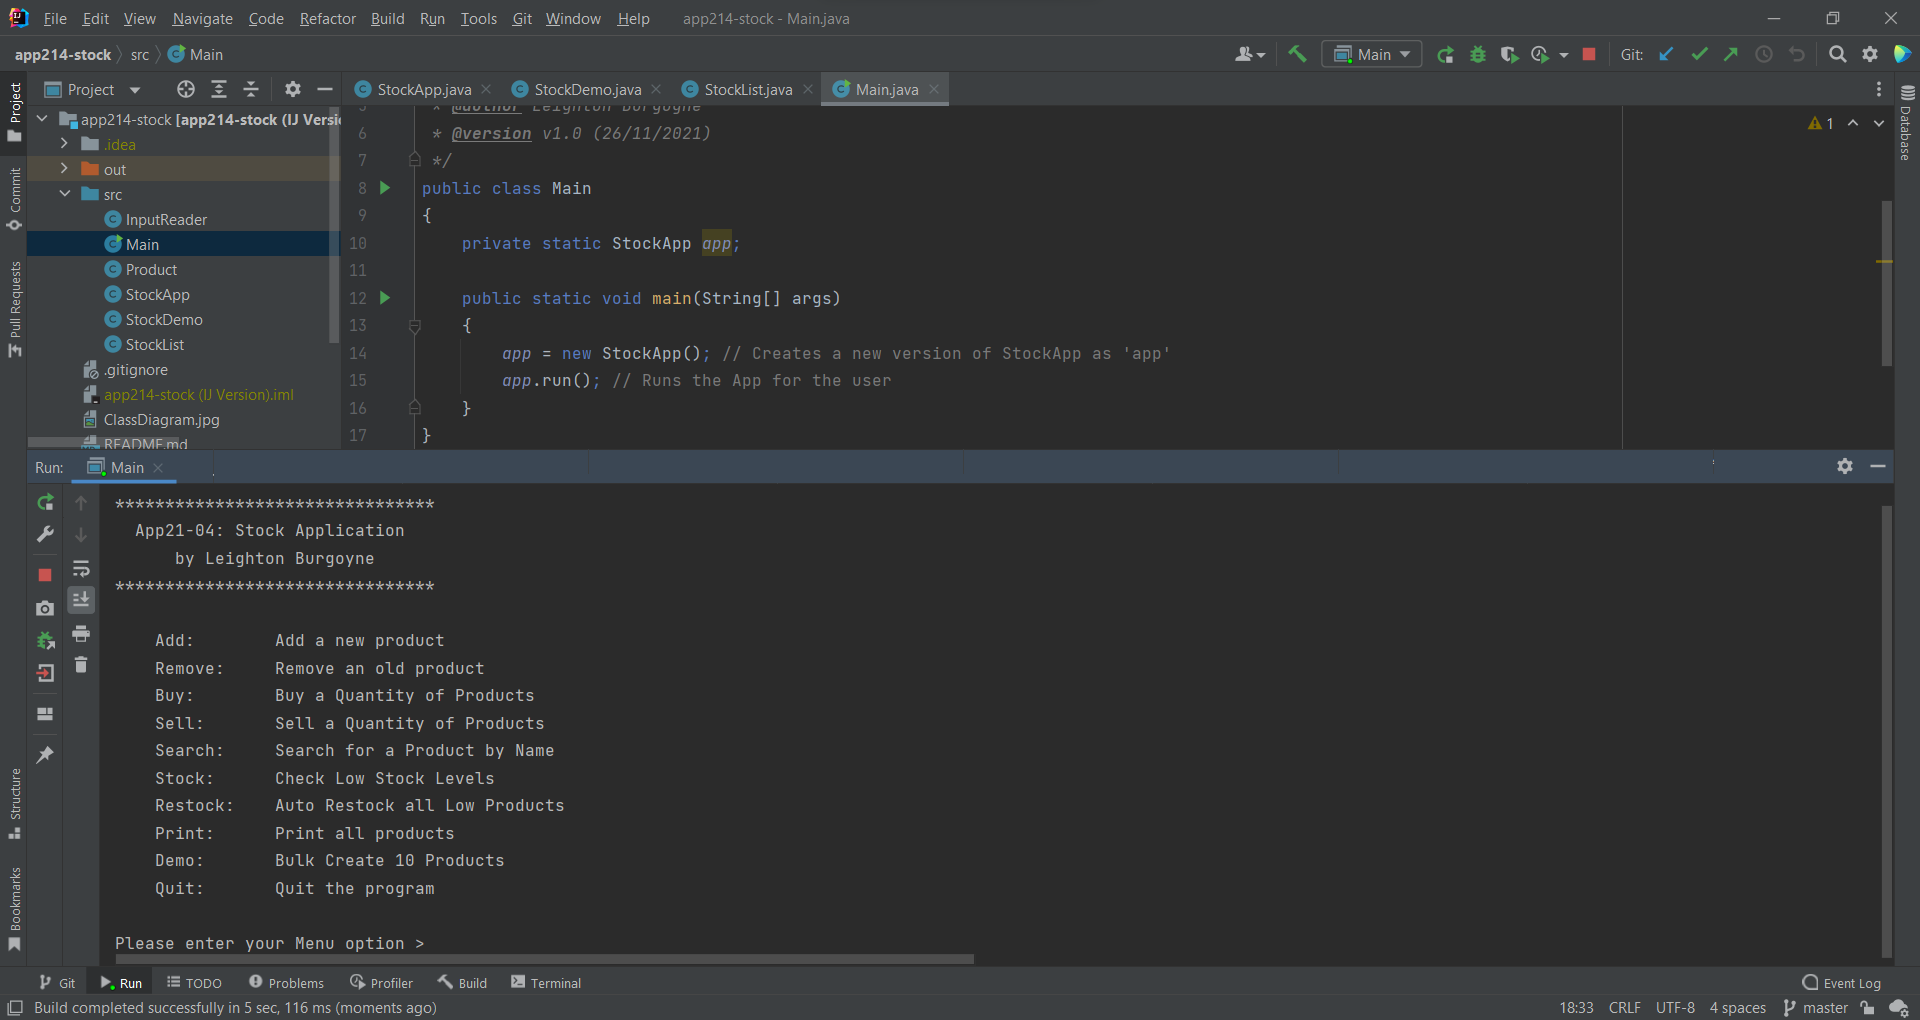 File Edit View Navigate Code Refactor Build Run Tools Git Window Help app214-stock - Main.java
app214-stock src Main
Main Git:
Project
StockApp.java StockDemo.java StockList.java Main.java
Project
Commit
Pull Requests
Structure
Bookmarks
Database
app214-stock [app214-stock (IJ Versi
.idea
out
src
InputReader
Main
Product
StockApp
StockDemo
StockList
.gitignore
app214-stock (IJ Version).iml
ClassDiagram.jpg
README.md
1
5 * @author Leighton Burgoyne
6 * @version v1.0 (26/11/2021)
7 */
8 public class Main
9 {
10 private static StockApp app;
11
12 public static void main(String[] args)
13 {
14 app = new StockApp(); // Creates a new version of StockApp as 'app'
15 app.run(); // Runs the App for the user
16 }
17 }
Run: Main
********************************
App21-04: Stock Application
by Leighton Burgoyne
********************************
Add: Add a new product
Remove: Remove an old product
Buy: Buy a Quantity of Products
Sell: Sell a Quantity of Products
Search: Search for a Product by Name
Stock: Check Low Stock Levels
Restock: Auto Restock all Low Products
Print: Print all products
Demo: Bulk Create 10 Products
Quit: Quit the program
Please enter your Menu option >
Git Run TODO Problems Profiler Build Terminal Event Log
Build completed successfully in 5 sec, 116 ms (moments ago) 18:33 CRLF UTF-8 4 spaces master